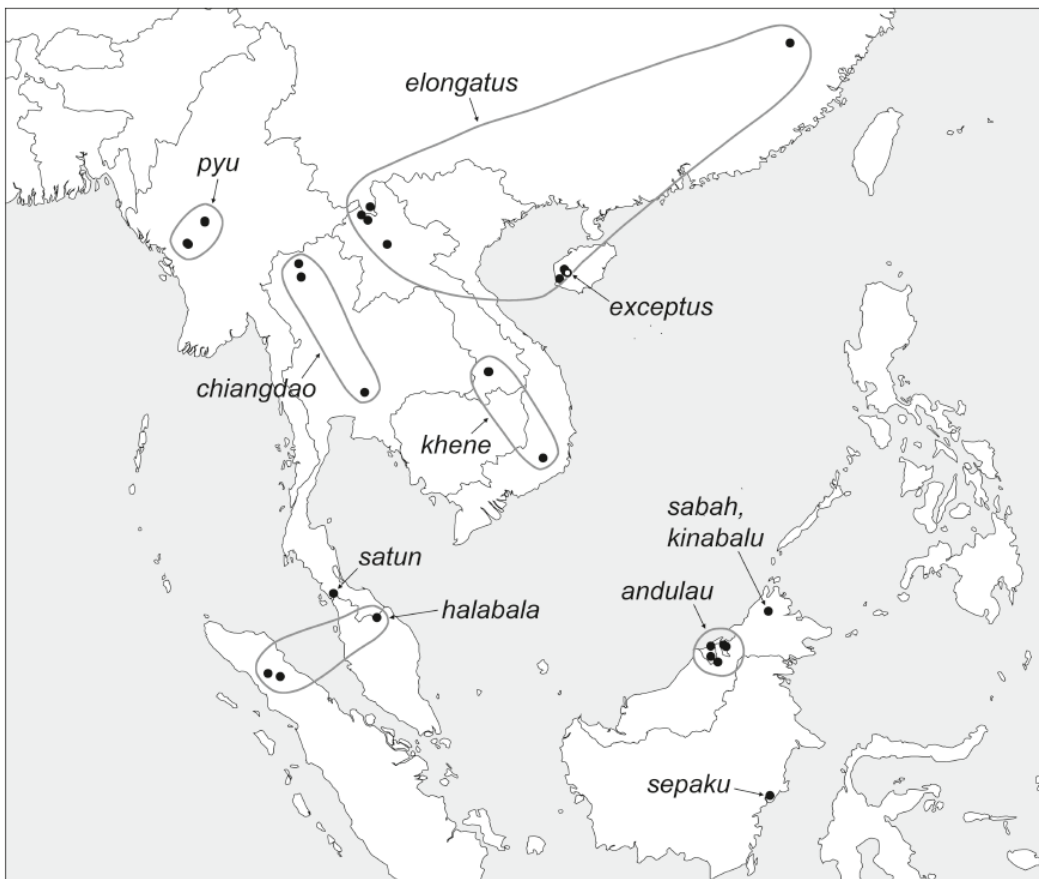 elongatus
pyu
exceptus
chiangdao
khene
sabah,
kinabalu
satun
andulau
halabala
sepaku